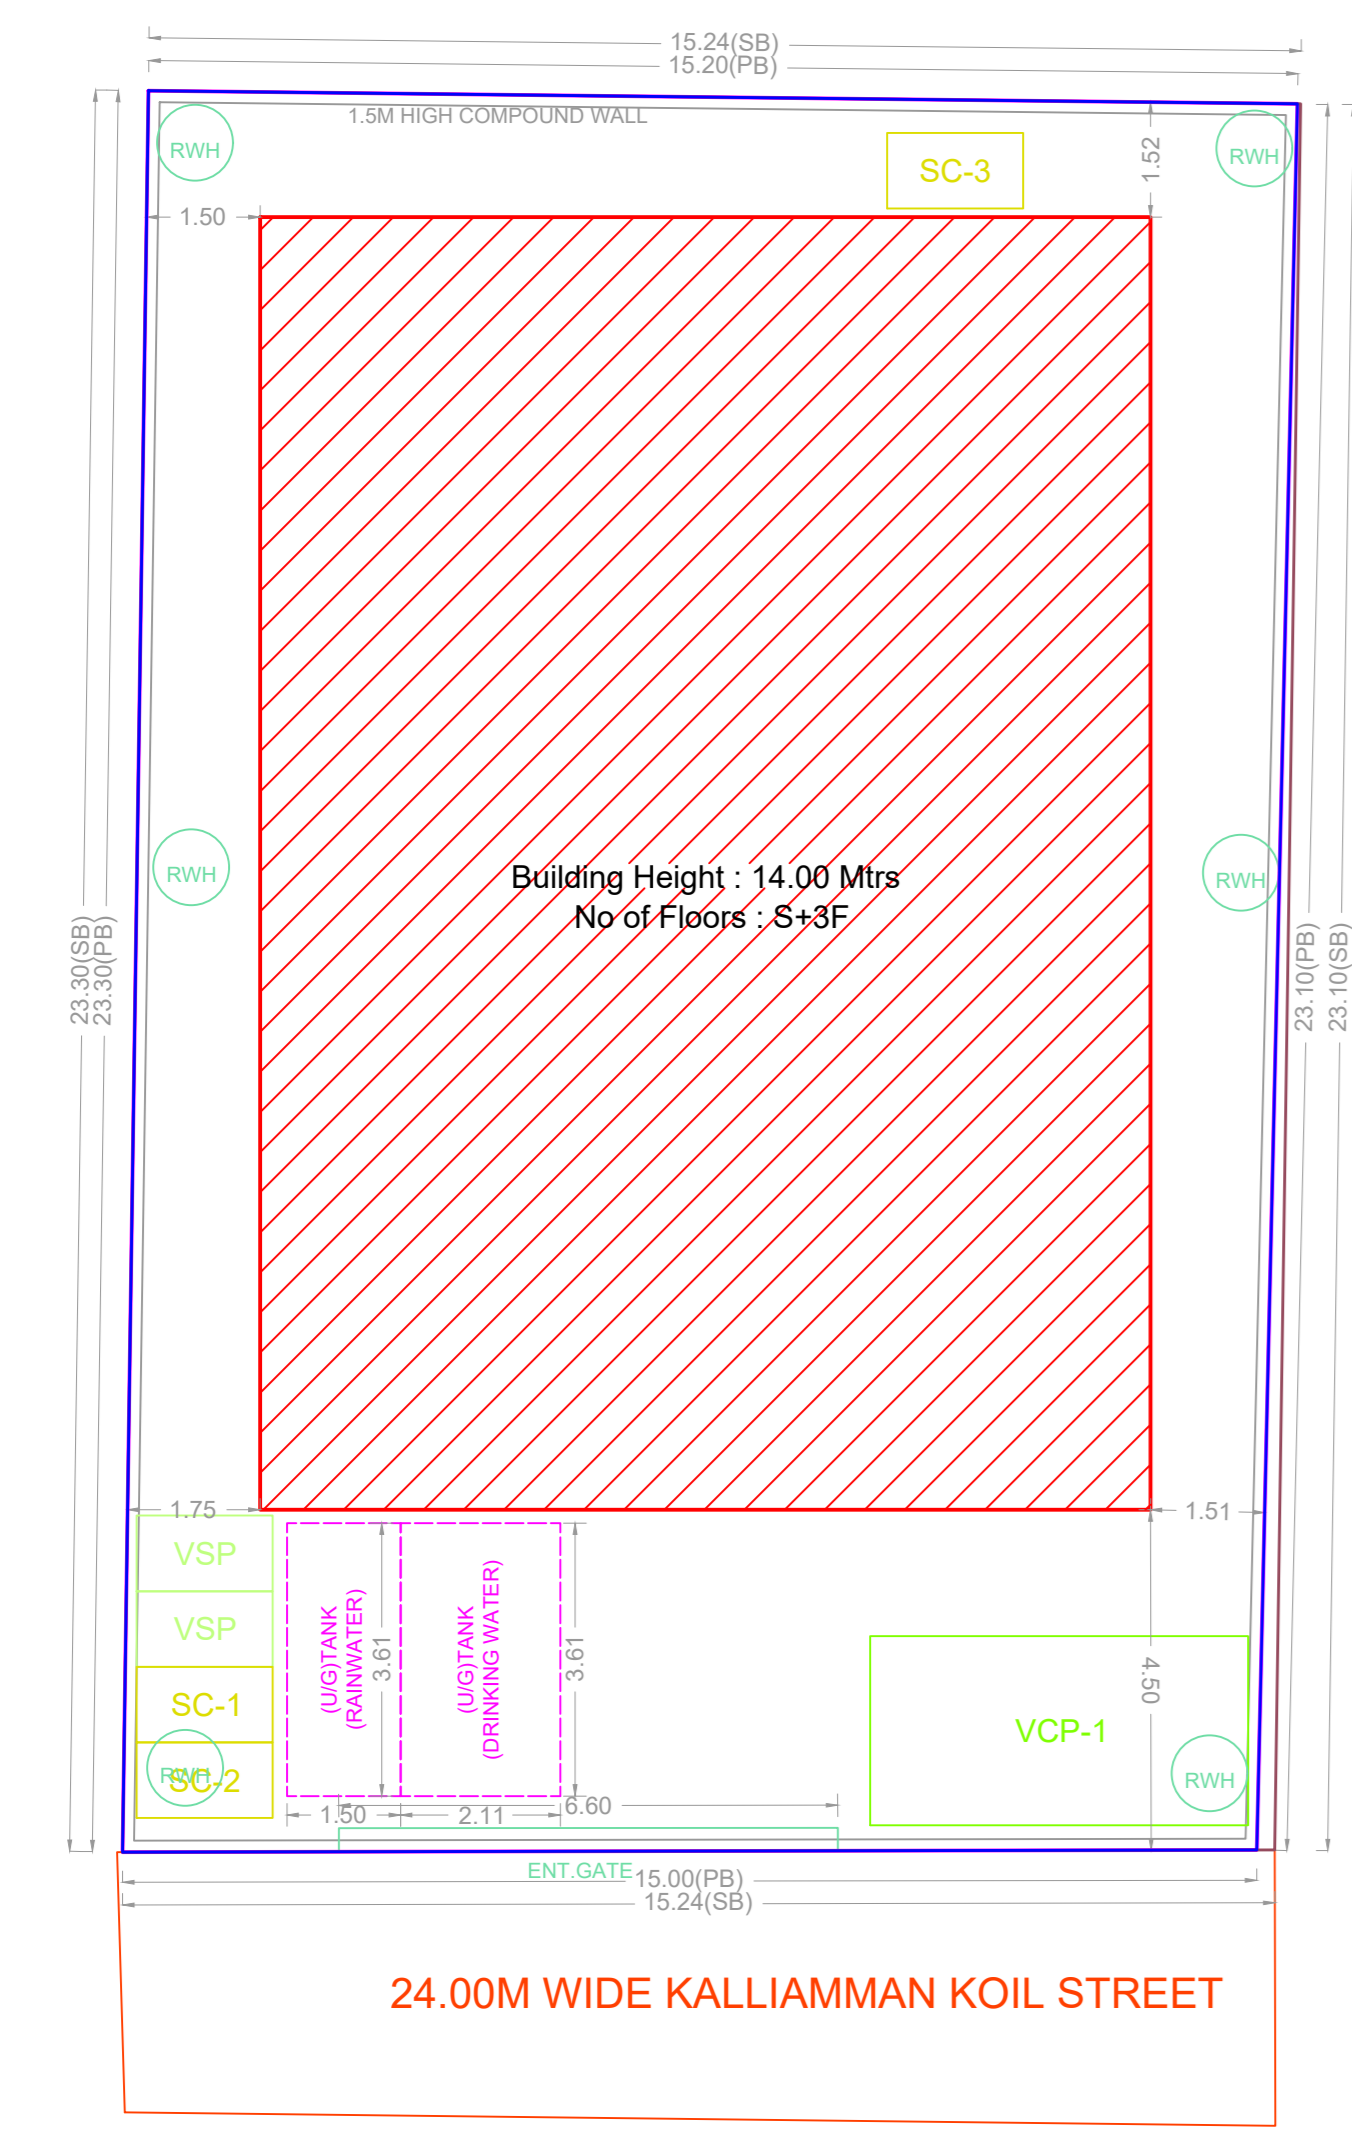 15.24(SB)
15.20(PB)
1.5M HIGH COMPOUND WALL
RWH
RWH
SC-3
1.52
1.50
Building Height : 14.00 Mtrs
No of Floors : S+3F
RWH
RWH
23.30(SB)
23.30(PB)
23.10(PB)
23.10(SB)
1.75
1.51
VSP
VSP
SC-1
SC-2
RWH
(U/G)TANK
(RAINWATER)
3.61
(U/G)TANK
(DRINKING WATER)
3.61
4.50
VCP-1
RWH
1.50
2.11
6.60
ENT.GATE
15.00(PB)
15.24(SB)
24.00M WIDE KALLIAMMAN KOIL STREET